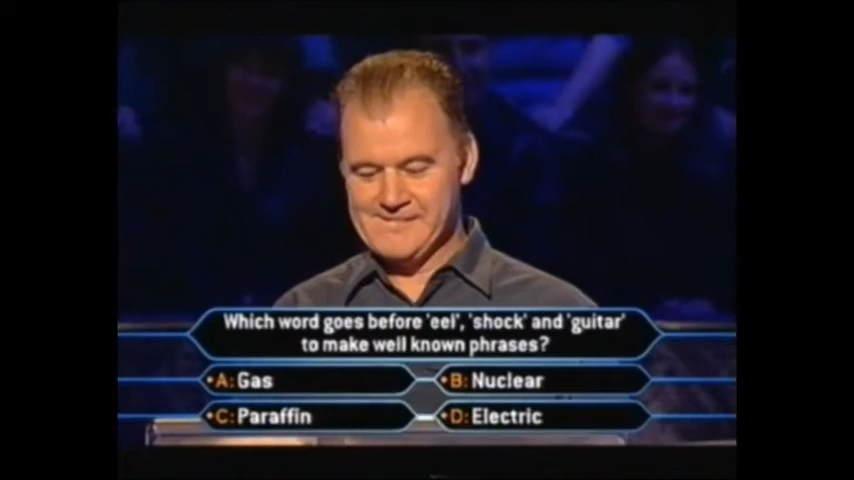 Which word goes before 'eel', 'shock' and 'guitar'
to make well known phrases?
A: Gas
B: Nuclear
C: Paraffin
D: Electric